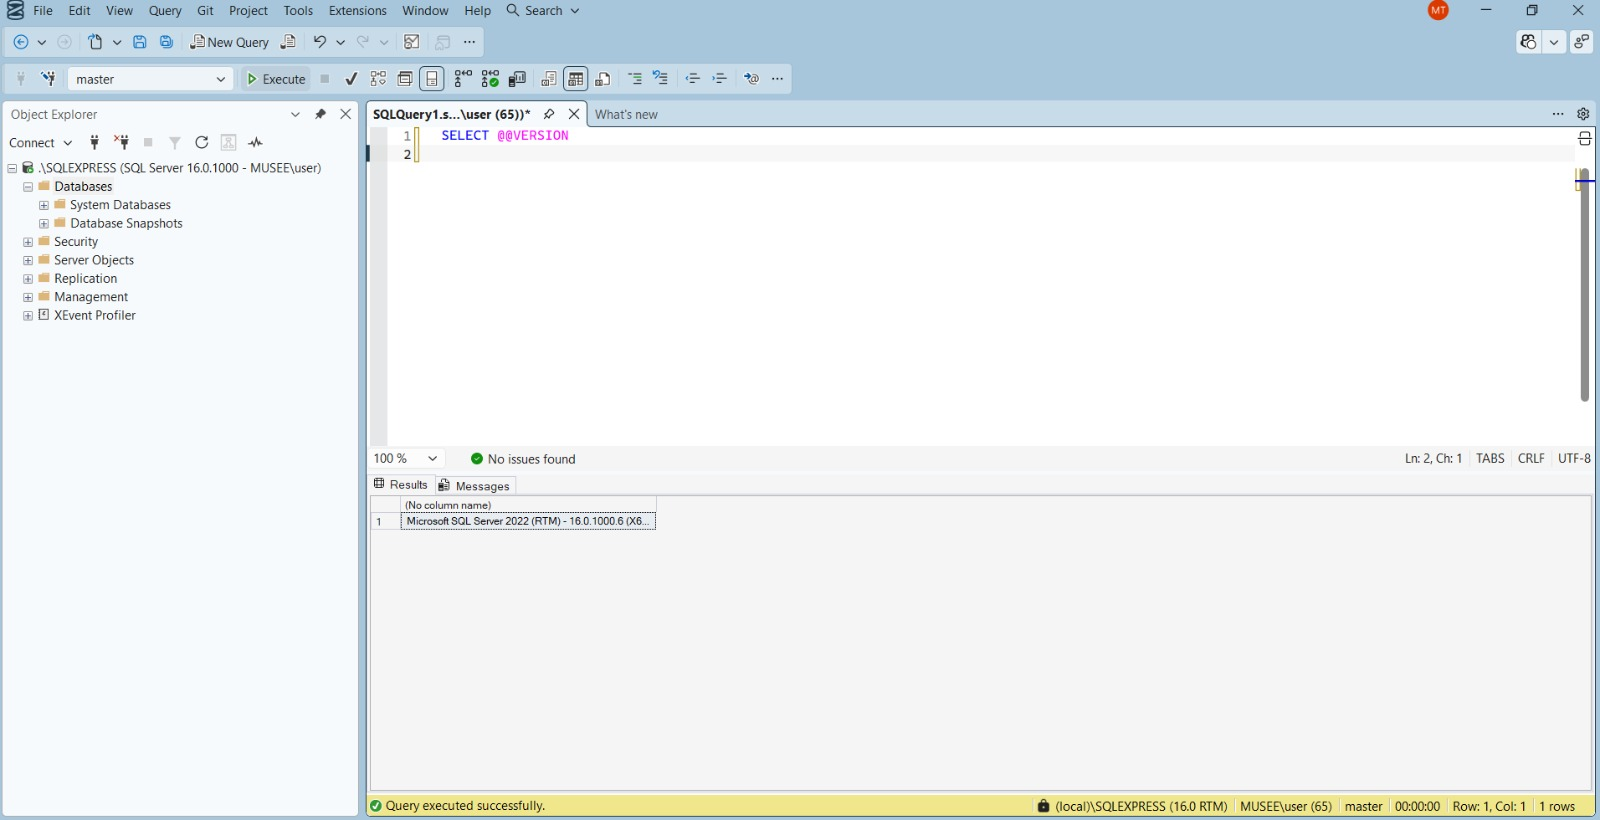 File Edit View Query Git Project Tools Extensions Window Help Search
MT
New Query
master Execute
Object Explorer
Connect
.\SQLEXPRESS (SQL Server 16.0.1000 - MUSEE\user)
Databases
System Databases
Database Snapshots
Security
Server Objects
Replication
Management
XEvent Profiler
SQLQuery1.s...\user (65))* What's new
1 SELECT @@VERSION
2
100 % No issues found Ln: 2, Ch: 1 TABS CRLF UTF-8
Results Messages
(No column name)
1 Microsoft SQL Server 2022 (RTM) - 16.0.1000.6 (X6...
Query executed successfully. (local)\SQLEXPRESS (16.0 RTM) MUSEE\user (65) master 00:00:00 Row: 1, Col: 1 1 rows